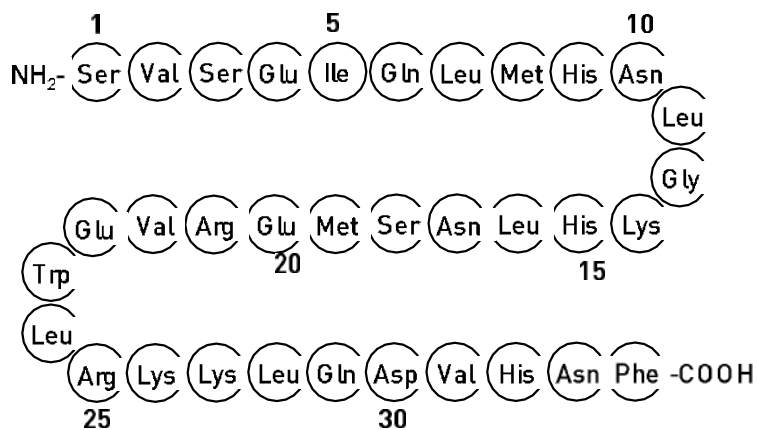 1 5 10
NH2- Ser Val Ser Glu Ile Gln Leu Met His Asn
Leu
Gly
Glu Val Arg Glu Met Ser Asn Leu His Lys
20 15
Trp
Leu
Arg Lys Lys Leu Gln Asp Val His Asn Phe -COOH
25 30